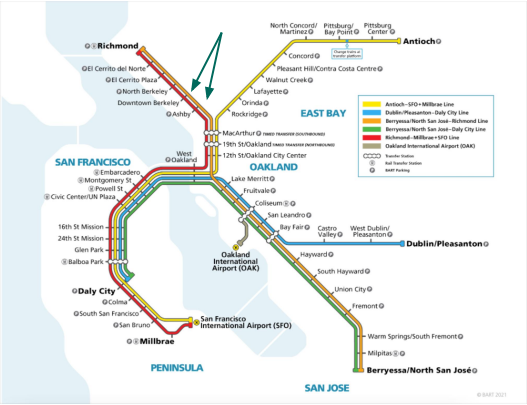 North Concord/
Martinez
Pittsburg/
Bay Point
Pittsburg
Center
Antioch
Change trains at
transfer platform
Richmond
El Cerrito del Norte
El Cerrito Plaza
North Berkeley
Downtown Berkeley
Ashby
Concord
Pleasant Hill/Contra Costa Centre
Walnut Creek
Lafayette
Orinda
Rockridge
EAST BAY
MacArthur TIMED TRANSFER (SOUTHBOUND)
19th St/Oakland TIMED TRANSFER (NORTHBOUND)
12th St/Oakland City Center
Antioch–SFO+Millbrae Line
Dublin/Pleasanton–Daly City Line
Berryessa/North San José–Richmond Line
Berryessa/North San José–Daly City Line
Richmond–Millbrae+SFO Line
Oakland International Airport (OAK)
Transfer Station
Rail Transfer Station
BART Parking
SAN FRANCISCO
West
Oakland
OAKLAND
Embarcadero
Montgomery St
Powell St
Civic Center/UN Plaza
Lake Merritt
Fruitvale
Coliseum
San Leandro
Bay Fair
Castro
Valley
West Dublin/
Pleasanton
Dublin/Pleasanton
16th St Mission
24th St Mission
Glen Park
Balboa Park
Oakland
International
Airport (OAK)
Hayward
South Hayward
Union City
Fremont
Daly City
Colma
South San Francisco
San Bruno
San Francisco
International Airport (SFO)
Millbrae
Warm Springs/South Fremont
Milpitas
Berryessa/North San José
PENINSULA
SAN JOSE
© BART 2021